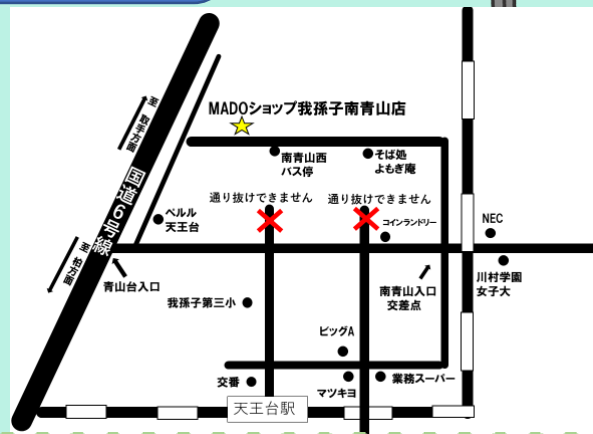 MADOショップ我孫子南青山店
至 取手方面
南青山西
バス停
そば処
よもぎ庵
通り抜けできません
通り抜けできません
国道6号線
ベルル
天王台
コインランドリー
NEC
至 柏方面
青山台入口
川村学園
女子大
我孫子第三小
南青山入口
交差点
ビッグA
交番
マツキヨ
業務スーパー
天王台駅